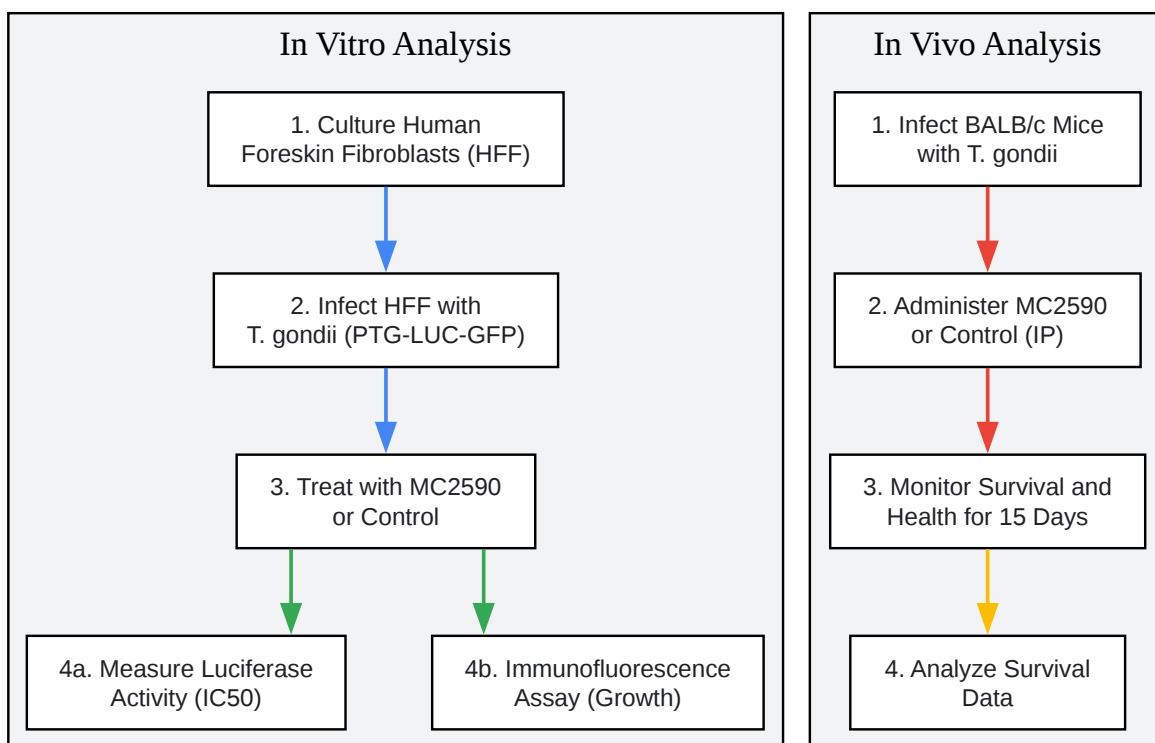 In Vitro Analysis
1. Culture Human
Foreskin Fibroblasts (HFF)
2. Infect HFF with
T. gondii (PTG-LUC-GFP)
3. Treat with MC2590
or Control
4a. Measure Luciferase
Activity (IC50)
4b. Immunofluorescence
Assay (Growth)
In Vivo Analysis
1. Infect BALB/c Mice
with T. gondii
2. Administer MC2590
or Control (IP)
3. Monitor Survival and
Health for 15 Days
4. Analyze Survival
Data